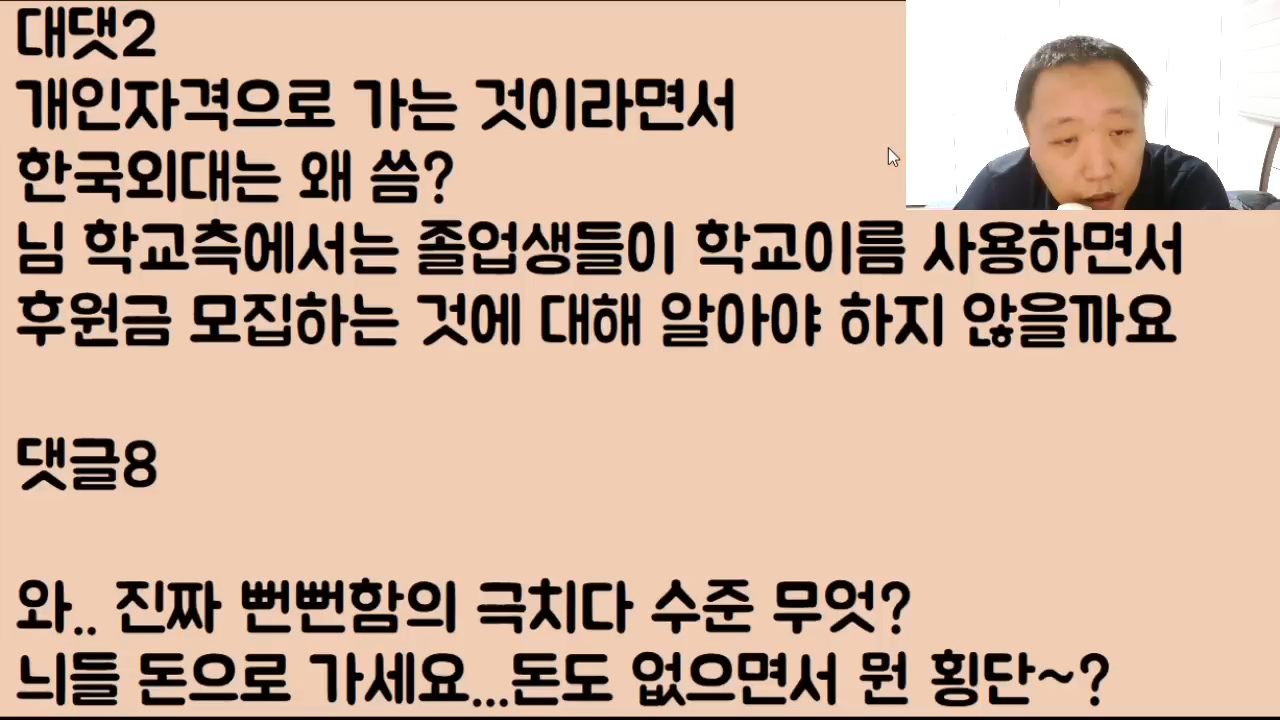 대댓2
개인자격으로 가는 것이라면서
한국외대는 왜 씀?
님 학교측에서는 졸업생들이 학교이름 사용하면서
후원금 모집하는 것에 대해 알아야 하지 않을까요
댓글8
와.. 진짜 뻔뻔함의 극치다 수준 무엇?
늬들 돈으로 가세요...돈도 없으면서 뭔 횡단~?